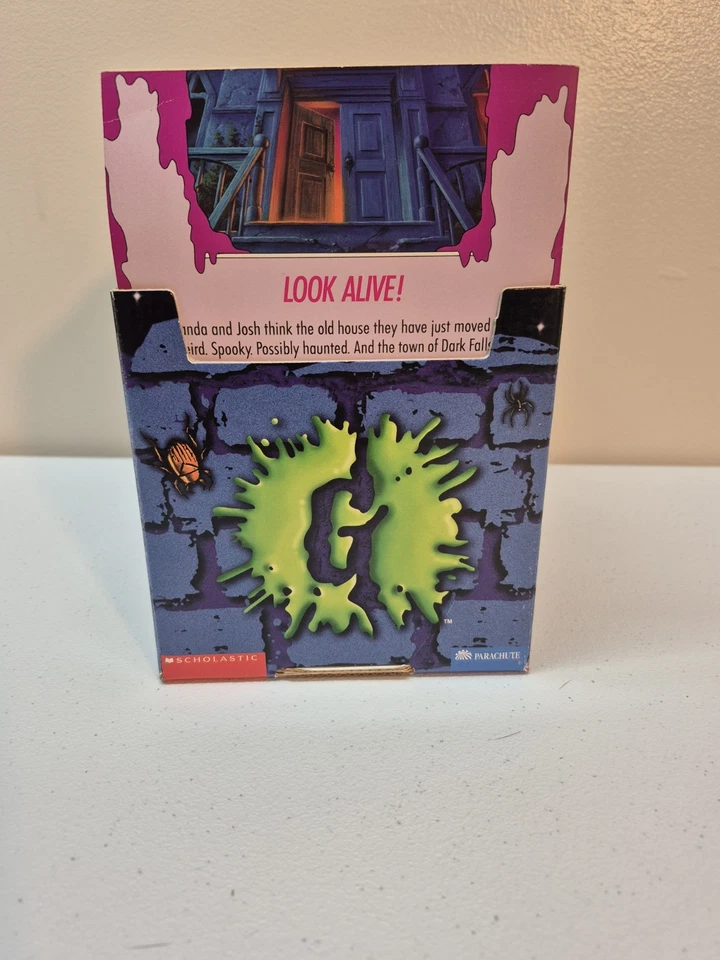 LOOK ALIVE!
anda and Josh think the old house they have just moved
eird. Spooky. Possibly haunted. And the town of Dark Falls
G
TM
SCHOLASTIC
PARACHUTE